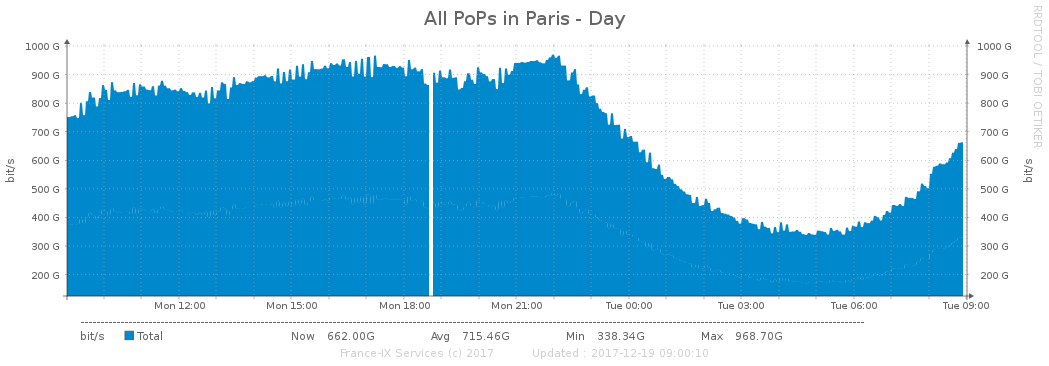 All PoPs in Paris - Day
RRDTOOL / TOBI OETIKER
bit/s
1000 G 1000 G
900 G 900 G
800 G 800 G
700 G 700 G
600 G 600 G
500 G 500 G
400 G 400 G
300 G 300 G
200 G 200 G
bit/s
Mon 12:00 Mon 15:00 Mon 18:00 Mon 21:00 Tue 00:00 Tue 03:00 Tue 06:00 Tue 09:00
bit/s Total Now 662.00G Avg 715.46G Min 338.34G Max 968.70G
France-IX Services (c) 2017 Updated : 2017-12-19 09:00:10